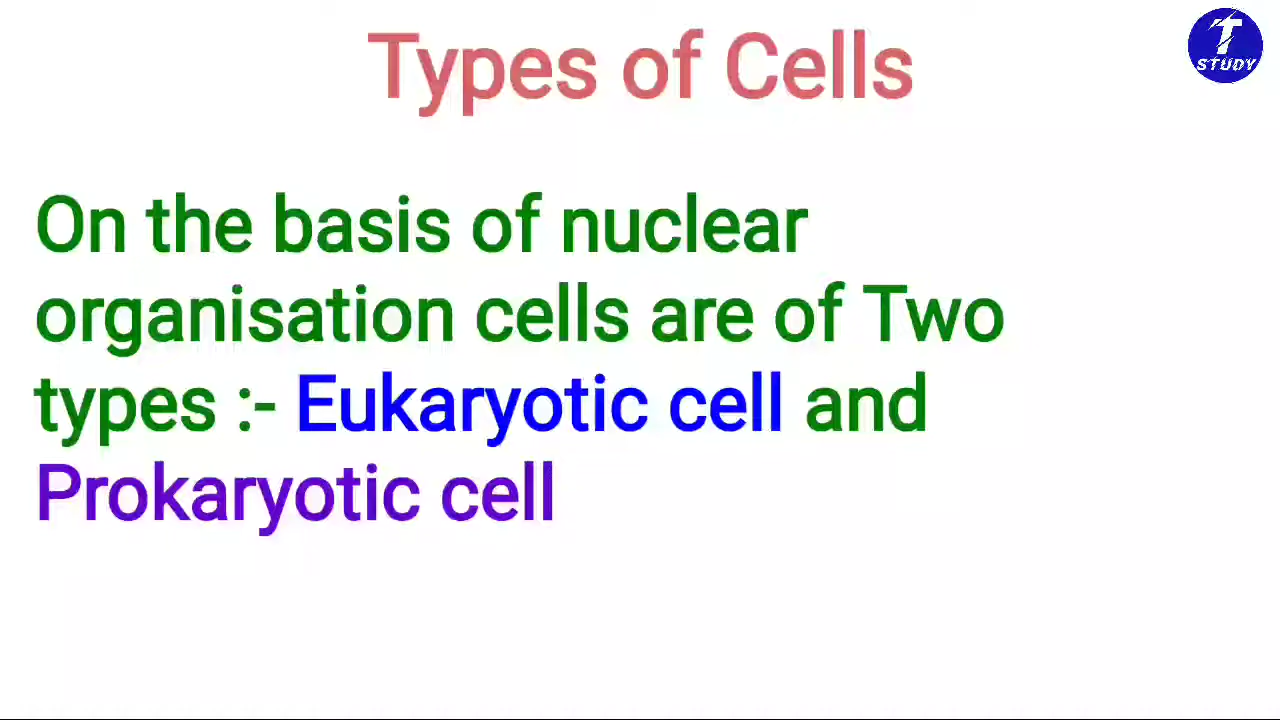 Types of Cells
T
STUDY
On the basis of nuclear
organisation cells are of Two
types :- Eukaryotic cell and
Prokaryotic cell